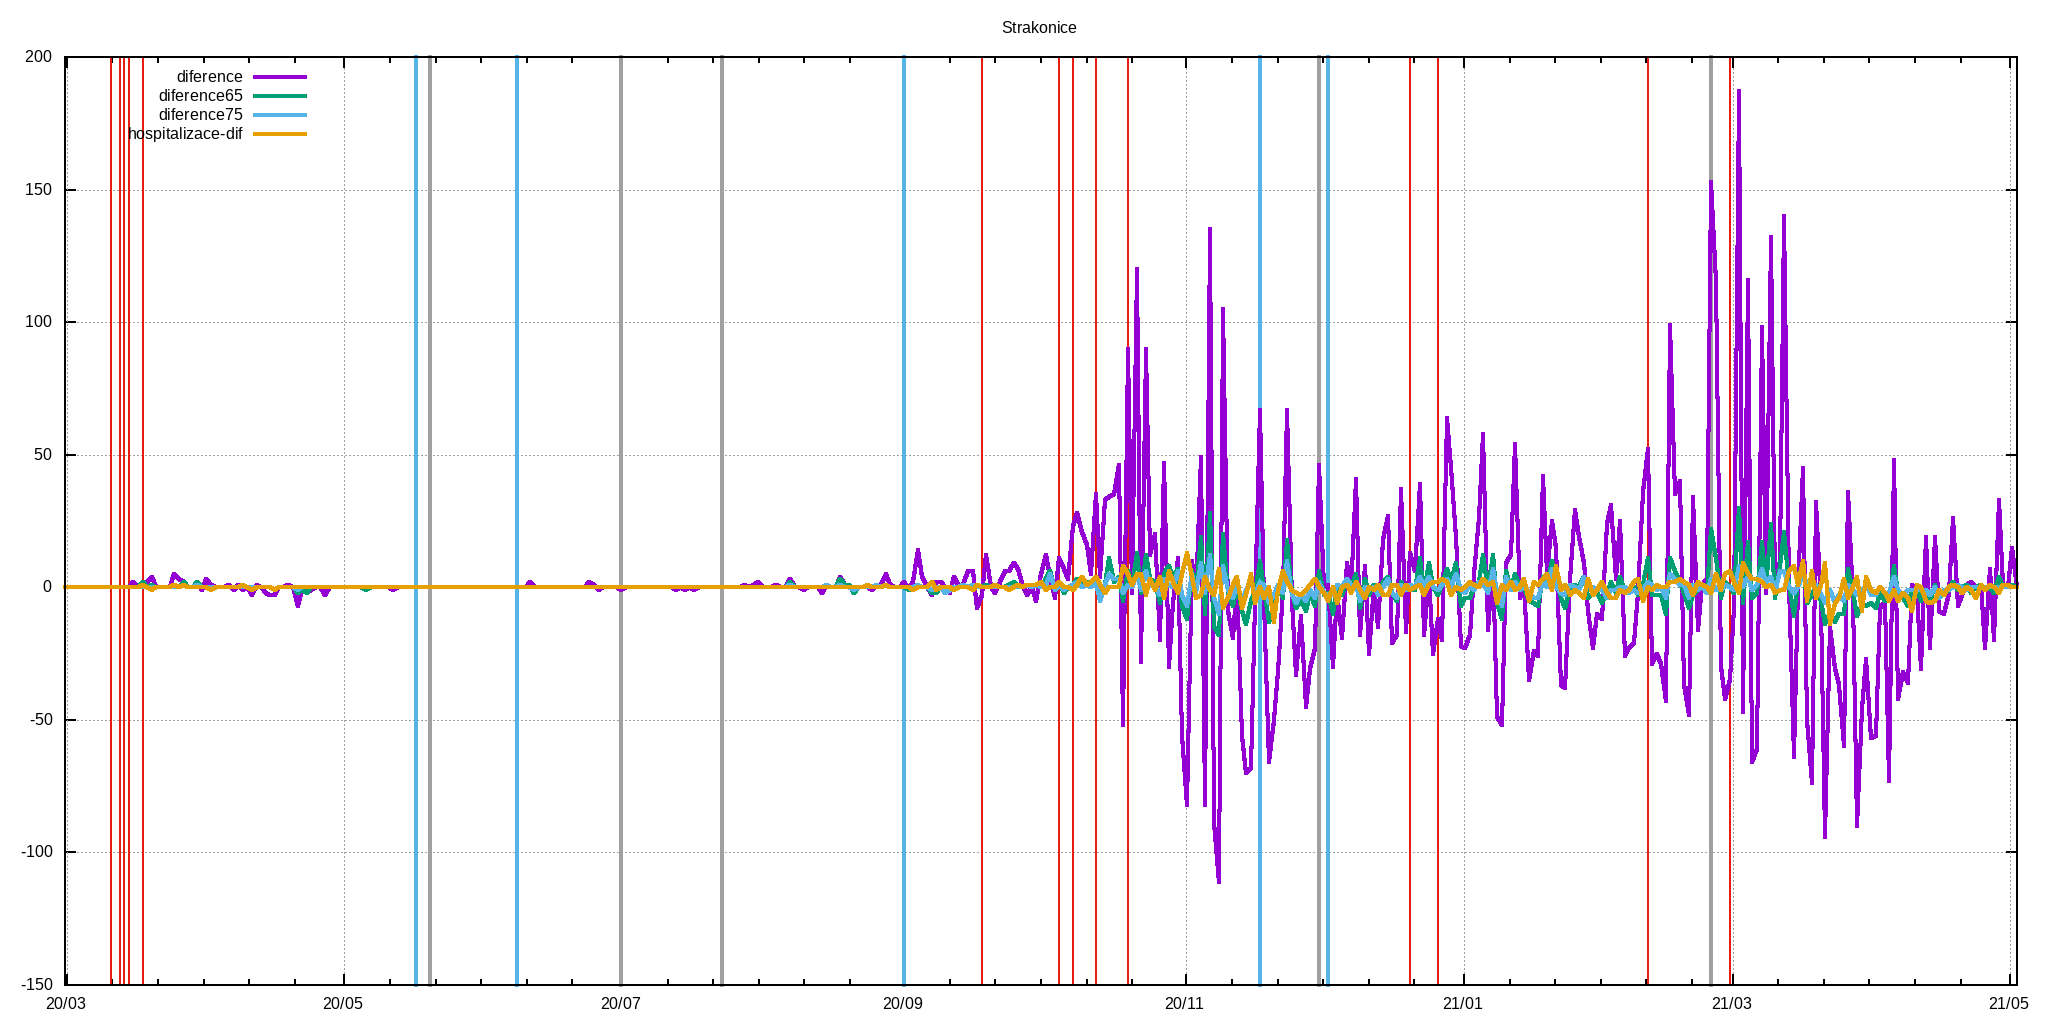 Strakonice
200
150
100
50
0
-50
-100
-150
diference
diference65
diference75
hospitalizace-dif
20/03 20/05 20/07 20/09 20/11 21/01 21/03 21/05